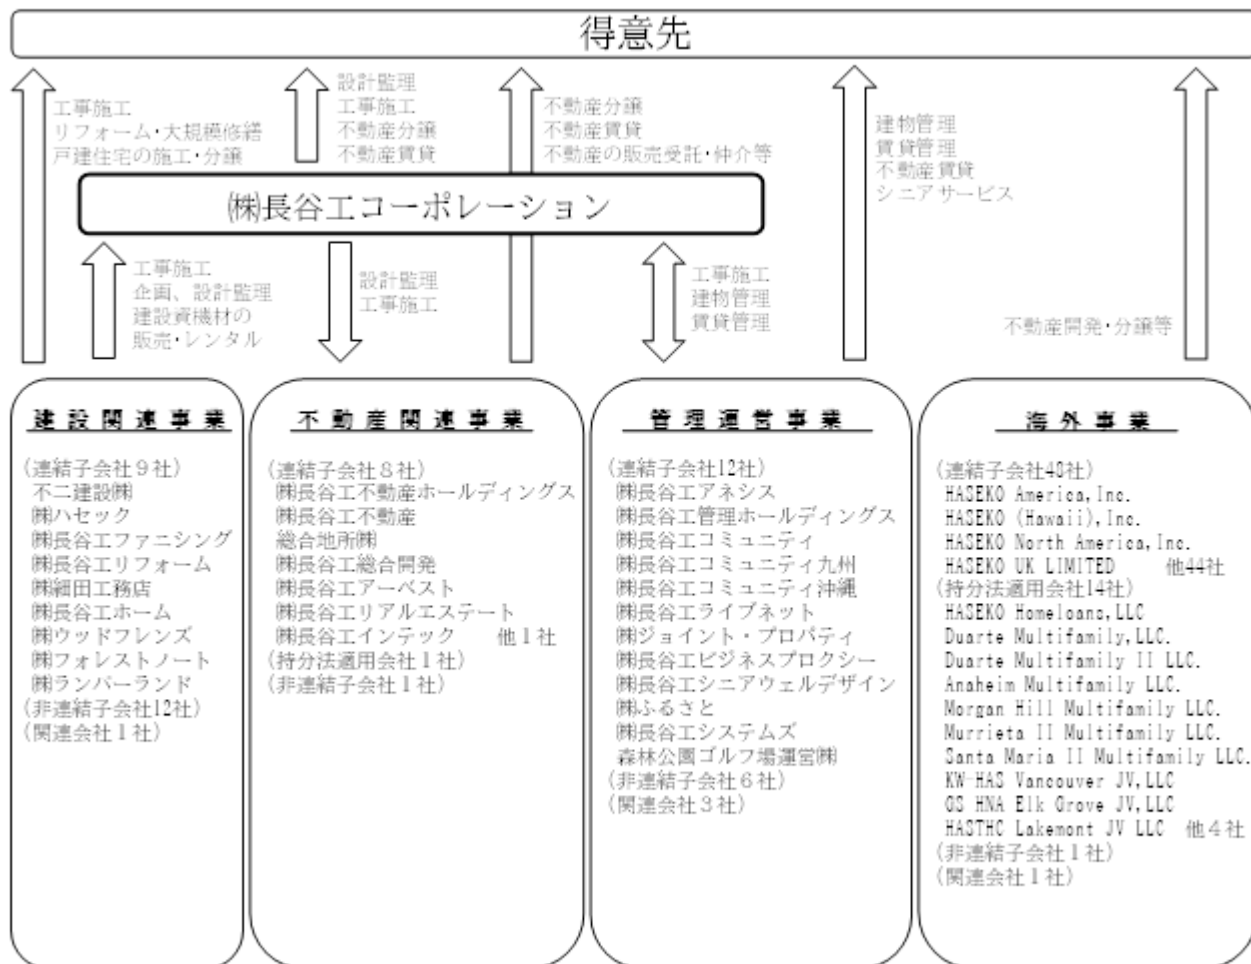 得意先
工事施工
リフォーム･大規模修繕
戸建住宅の施工･分譲
設計監理
工事施工
不動産分譲
不動産賃貸
不動産分譲
不動産賃貸
不動産の販売受託･仲介等
建物管理
賃貸管理
不動産賃貸
シニアサービス
㈱長谷工コーポレーション
工事施工
企画、設計監理
建設資機材の
販売･レンタル
設計監理
工事施工
工事施工
建物管理
賃貸管理
不動産開発･分譲等
建設関連事業
(連結子会社９社)
不二建設㈱
㈱ハセック
㈱長谷工ファニシング
㈱長谷工リフォーム
㈱細田工務店
㈱長谷工ホーム
㈱ウッドフレンズ
㈱フォレストノート
㈱ランバーランド
(非連結子会社12社)
(関連会社１社)
不動産関連事業
(連結子会社８社)
㈱長谷工不動産ホールディングス
㈱長谷工不動産
総合地所㈱
㈱長谷工総合開発
㈱長谷工アーベスト
㈱長谷工リアルエステート
㈱長谷工インテック　他１社
(持分法適用会社１社)
(非連結子会社１社)
管理運営事業
(連結子会社12社)
㈱長谷工アネシス
㈱長谷工管理ホールディングス
㈱長谷工コミュニティ
㈱長谷工コミュニティ九州
㈱長谷工コミュニティ沖縄
㈱長谷工ライブネット
㈱ジョイント・プロパティ
㈱長谷工ビジネスプロクシー
㈱長谷工シニアウェルデザイン
㈱ふるさと
㈱長谷工システムズ
森林公園ゴルフ場運営㈱
(非連結子会社６社)
(関連会社３社)
海外事業
(連結子会社48社)
HASEKO America,Inc.
HASEKO (Hawaii),Inc.
HASEKO North America,Inc.
HASEKO UK LIMITED　他44社
(持分法適用会社14社)
HASEKO Homeloans,LLC
Duarte Multifamily,LLC.
Duarte Multifamily II LLC.
Anaheim Multifamily LLC.
Morgan Hill Multifamily LLC.
Murrieta II Multifamily LLC.
Santa Maria II Multifamily LLC.
KW-HAS Vancouver JV,LLC
GS HNA Elk Grove JV,LLC
HASTHC Lakemont JV LLC　他４社
(非連結子会社１社)
(関連会社１社)